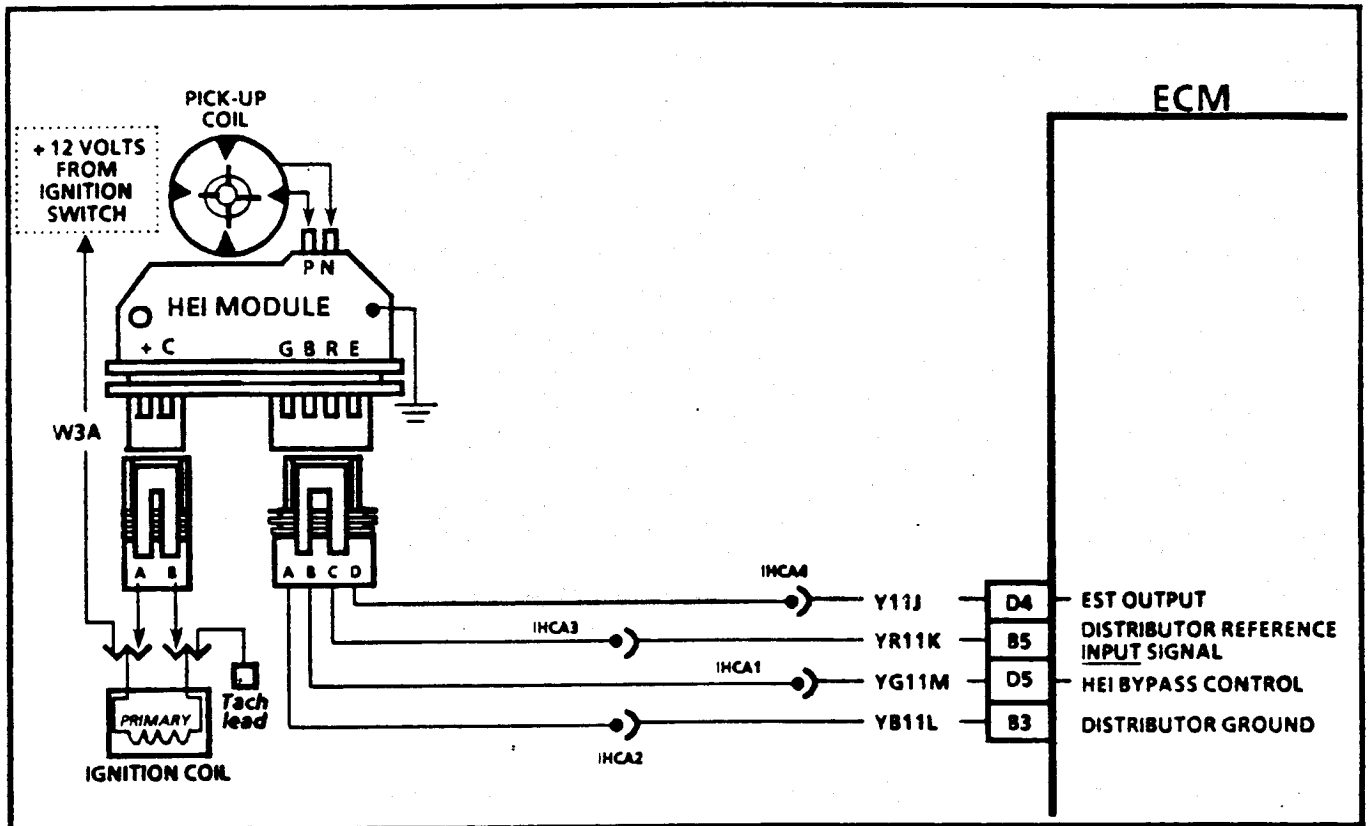 ECM
PICK-UP
COIL
+ 12 VOLTS
FROM
IGNITION
SWITCH
P N
HEI MODULE
+ C
G B R E
W3A
A B
A B C D
IHCA4
Y11J
D4
EST OUTPUT
IHCA3
YR11K
B5
DISTRIBUTOR REFERENCE
INPUT SIGNAL
IHCA1
YG11M
D5
HEI BYPASS CONTROL
YB11L
B3
DISTRIBUTOR GROUND
IHCA2
Tach
lead
PRIMARY
IGNITION COIL